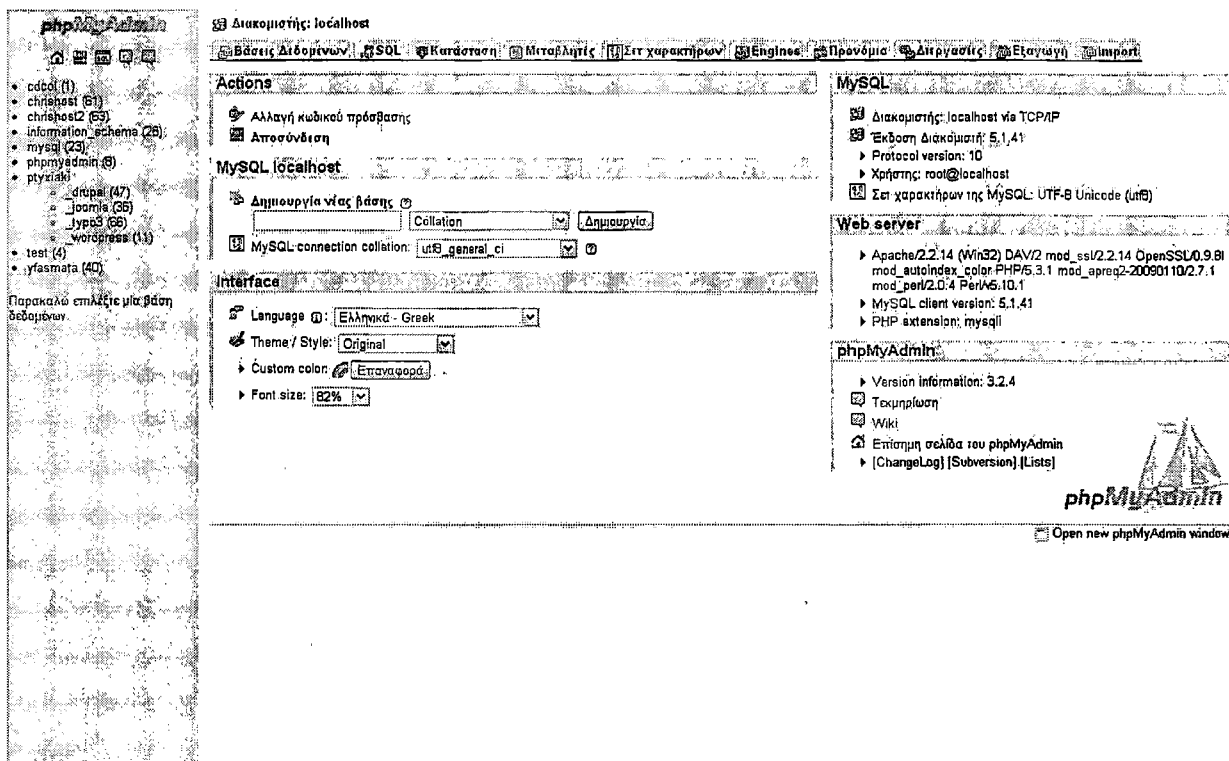 phpMyAdmin
cdcol (1)
chrishost (61)
chrishost2 (63)
information_schema (28)
mysql (23)
phpmyadmin (8)
ptyxiaki
_drupal (47)
_joomla (36)
_typo3 (66)
_wordpress (11)
test (4)
yfasmata (40)
Παρακαλώ επιλέξτε μία βάση
δεδομένων
Διακομιστής: localhost
Βάσεις Δεδομένων SQL Κατάσταση Μεταβλητές Σετ χαρακτήρων Engines Προνόμια Διεργασίες Εξαγωγή Import
Actions
Αλλαγή κωδικού πρόσβασης
Αποσύνδεση
MySQL localhost
Δημιουργία νέας βάσης
Collation Δημιουργία
MySQL connection collation: utf8_general_ci
Interface
Language: Ελληνικά - Greek
Theme / Style: Original
Custom color: Επαναφορά
Font size: 82%
MySQL
Διακομιστής: localhost via TCP/IP
Έκδοση Διακομιστή: 5.1.41
Protocol version: 10
Χρήστης: root@localhost
Σετ χαρακτήρων της MySQL: UTF-8 Unicode (utf8)
Web server
Apache/2.2.14 (Win32) DAV/2 mod_ssl/2.2.14 OpenSSL/0.9.8l
mod_autoindex_color PHP/5.3.1 mod_apreq2-20090110/2.7.1
mod_perl/2.0.4 Perl/v5.10.1
MySQL client version: 5.1.41
PHP extension: mysqli
phpMyAdmin
Version information: 3.2.4
Τεκμηρίωση
Wiki
Επίσημη σελίδα του phpMyAdmin
[ChangeLog] [Subversion] [Lists]
phpMyAdmin
Open new phpMyAdmin window